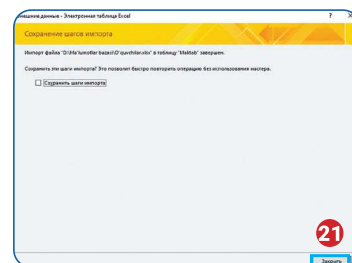 Внешние данные - Электронная таблица Excel
Сохранение шагов импорта
Импорт файла "D:\Ma'lumotlar bazasi\O'quvchilar.xlsx" в таблицу "Maktab" завершен.
Сохранить эти шаги импорта? Это позволит быстро повторить операцию без использования мастера.
Сохранить шаги импорта
21
Закрыть